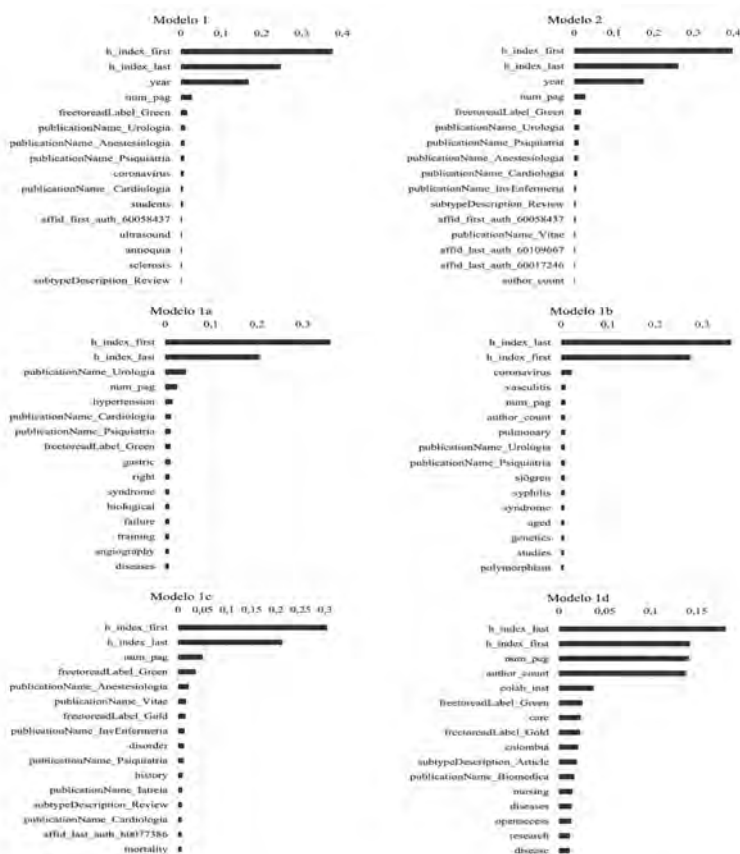 Modelo 1
0 0,1 0,2 0,3 0,4
h_index_first
h_index_last
year
num_pag
freetoreadLabel_Green
publicationName_Urologia
publicationName_Anestesiologia
publicationName_Psiquiatria
coronavirus
publicationName_Cardiologia
students
affid_first_auth_60058437
ultrasound
antioquia
sclerosis
subtypeDescription_Review
Modelo 2
0 0,1 0,2 0,3 0,4
h_index_first
h_index_last
year
num_pag
freetoreadLabel_Green
publicationName_Urologia
publicationName_Psiquiatria
publicationName_Anestesiologia
publicationName_Cardiologia
publicationName_InvEnfermeria
subtypeDescription_Review
affid_first_auth_60058437
publicationName_Vitae
affid_last_auth_60109667
affid_last_auth_60017246
author_count
Modelo 1a
0 0,1 0,2 0,3
h_index_first
h_index_last
publicationName_Urologia
num_pag
hypertension
publicationName_Cardiologia
publicationName_Psiquiatria
freetoreadLabel_Green
gastric
right
syndrome
biological
failure
training
angiography
diseases
Modelo 1b
0 0,1 0,2 0,3
h_index_last
h_index_first
coronavirus
vasculitis
num_pag
author_count
pulmonary
publicationName_Urologia
publicationName_Psiquiatria
sjögren
syphilis
syndrome
aged
genetics
studies
polymorphism
Modelo 1c
0 0,05 0,1 0,15 0,2 0,25 0,3
h_index_first
h_index_last
num_pag
freetoreadLabel_Green
publicationName_Anestesiologia
publicationName_Vitae
freetoreadLabel_Gold
publicationName_InvEnfermeria
disorder
publicationName_Psiquiatria
history
publicationName_Iatreia
subtypeDescription_Review
publicationName_Cardiologia
mortality
Modelo 1d
0 0,05 0,1 0,15
h_index_last
h_index_first
num_pag
author_count
colab_inst
freetoreadLabel_Green
care
freetoreadLabel_Gold
colombia
subtypeDescription_Article
publicationName_Biomedica
nursing
diseases
openaccess
research
disease